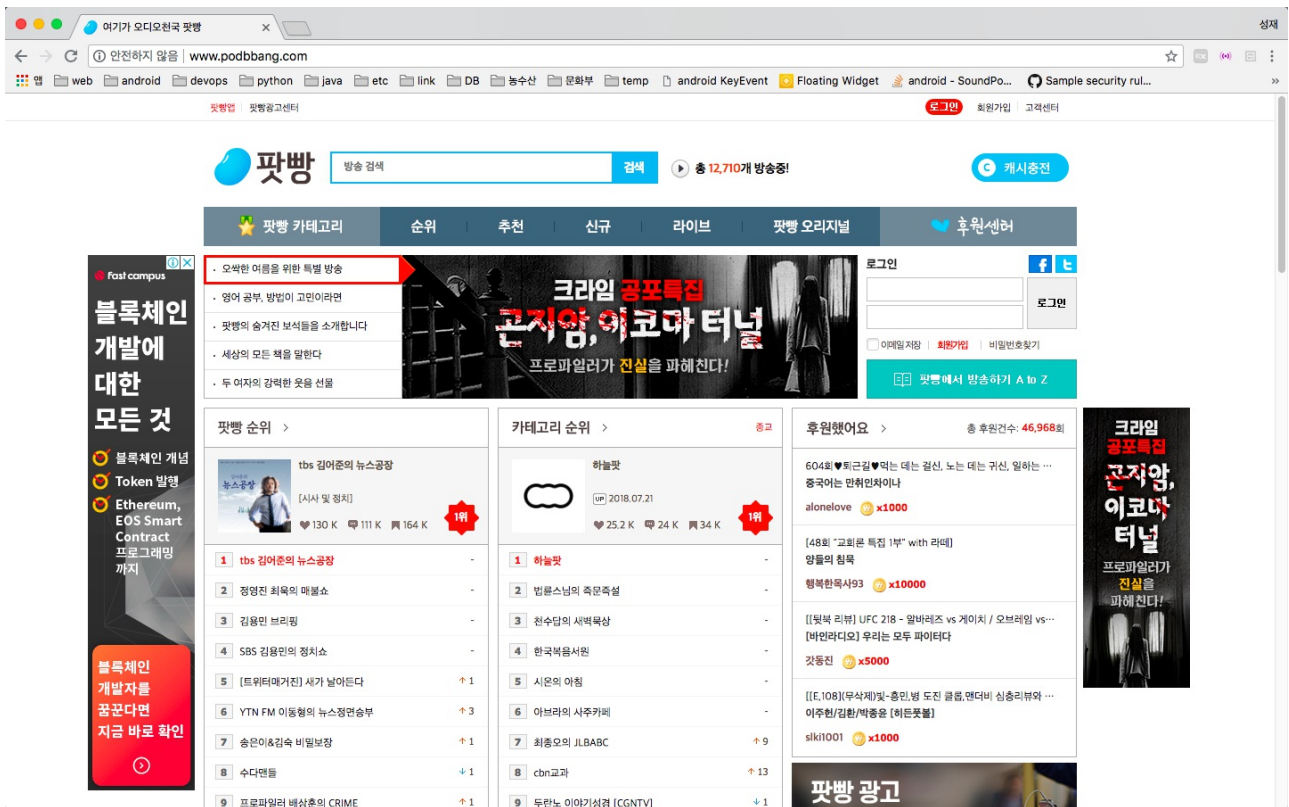 여기가 오디오천국 팟빵
성재
안전하지 않음 www.podbbang.com
앱 web android devops python java etc link DB 농수산 문화부 temp android KeyEvent Floating Widget android - SoundPo... Sample security rul... »
팟빵앱 팟빵광고센터
로그인 회원가입 고객센터
팟빵
방송 검색
검색
총 12,710개 방송중!
C 캐시충전
팟빵 카테고리 순위 추천 신규 라이브 팟빵 오리지널 후원센터
Fast campus
블록체인
개발에
대한
모든 것
블록체인 개념
Token 발행
Ethereum,
EOS Smart
Contract
프로그래밍
까지
블록체인
개발자를
꿈꾼다면
지금 바로 확인
· 오싹한 여름을 위한 특별 방송
· 영어 공부, 방법이 고민이라면
· 팟빵의 숨겨진 보석들을 소개합니다
· 세상의 모든 책을 말한다
· 두 여자의 강력한 웃음 선물
크라임 공포특집
곤지암, 이코마 터널
프로파일러가 진실을 파헤친다!
로그인
로그인
이메일저장 회원가입 비밀번호찾기
팟빵에서 방송하기 A to Z
팟빵 순위 >
tbs 김어준의 뉴스공장
[시사 및 정치]
130 K 111 K 164 K
1위
1 tbs 김어준의 뉴스공장 -
2 정영진 최욱의 매불쇼 -
3 김용민 브리핑 -
4 SBS 김용민의 정치쇼 -
5 [트위터매거진] 새가 날아든다 ↑ 1
6 YTN FM 이동형의 뉴스정면승부 ↑ 3
7 송은이&김숙 비밀보장 ↑ 1
8 수다맨들 ↓ 1
9 프로파일러 배상훈의 CRIME ↑ 1
카테고리 순위 > 종교
하늘팟
UP 2018.07.21
25.2 K 24 K 34 K
1위
1 하늘팟 -
2 법륜스님의 즉문즉설 -
3 천수답의 새벽묵상 -
4 한국복음서원 -
5 시온의 아침 -
6 아브라의 사주카페 -
7 최종오의 JLBABC ↑ 9
8 cbn교과 ↑ 13
9 두란노 이야기성경 [CGNTV] ↓ 1
후원했어요 > 총 후원건수: 46,968회
604회♥퇴근길♥먹는 데는 걸신, 노는 데는 귀신, 일하는 ···
중국어는 만취인차이나
alonelove x1000
[48회 "교회론 특집 1부" with 라떼]
양들의 침묵
행복한목사93 x10000
[[뒷북 리뷰] UFC 218 - 알바레즈 vs 게이치 / 오브레임 vs···
[바인라디오] 우리는 모두 파이터다
갓동진 x5000
[[E,108](무삭제)빛-흥민,병 도진 클롭,맨더비 심층리뷰와 ···
이주헌/김환/박종윤 [히든풋볼]
slki1001 x1000
팟빵 광고
크라임
공포특집
곤지암,
이코마
터널
프로파일러가
진실을
파헤친다!